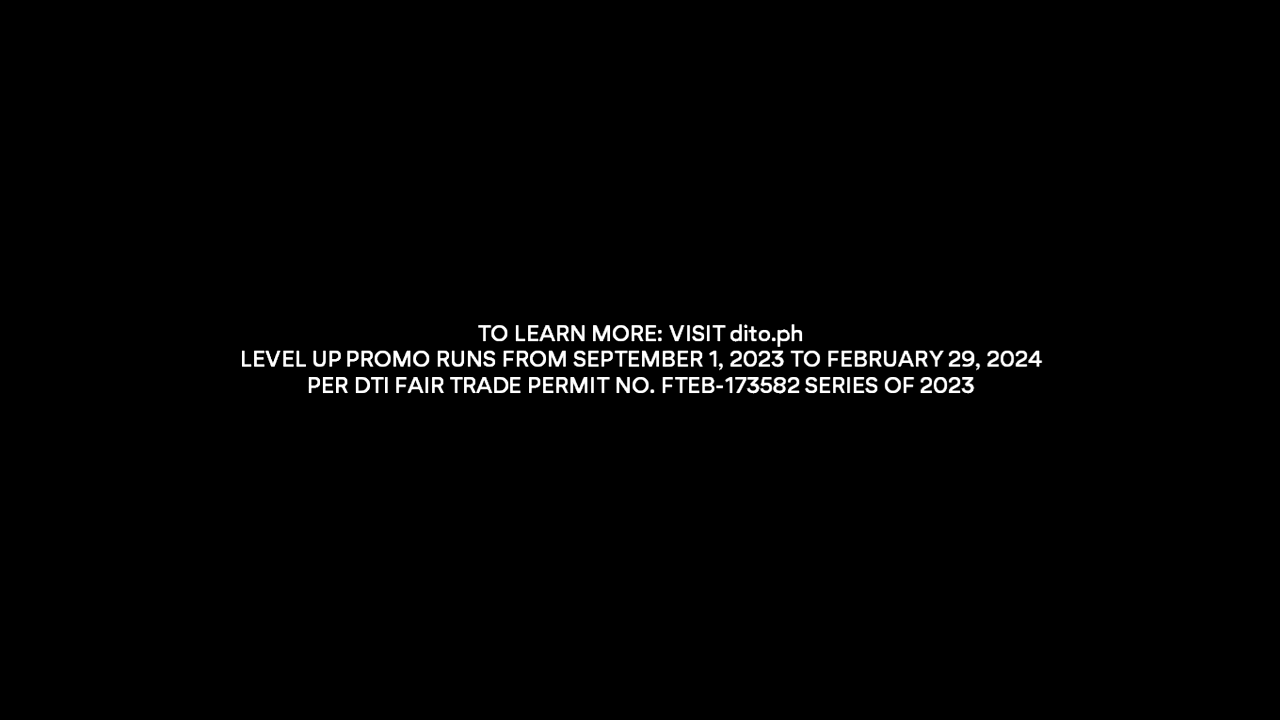 TO LEARN MORE: VISIT dito.ph
LEVEL UP PROMO RUNS FROM SEPTEMBER 1, 2023 TO FEBRUARY 29, 2024
PER DTI FAIR TRADE PERMIT NO. FTEB-173582 SERIES OF 2023